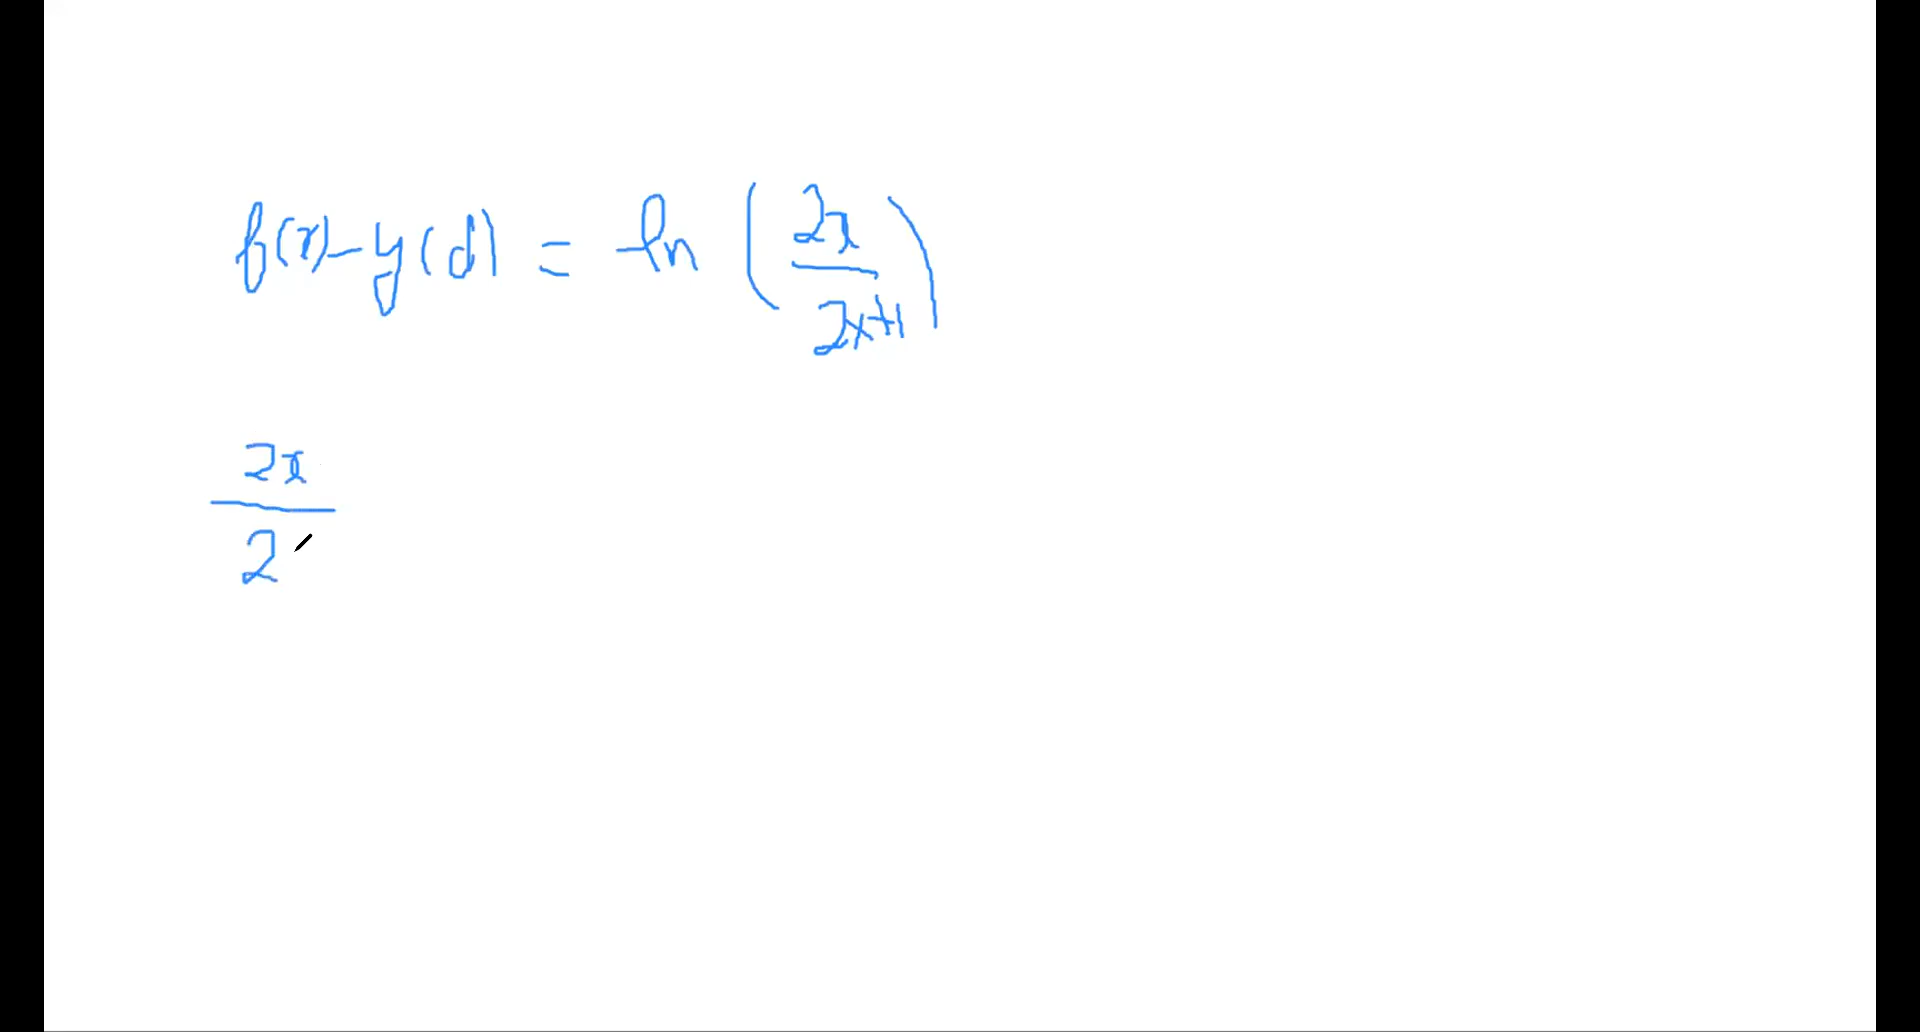 f(x) - y(d) = ln (2x / 2x+1)
2x / 2